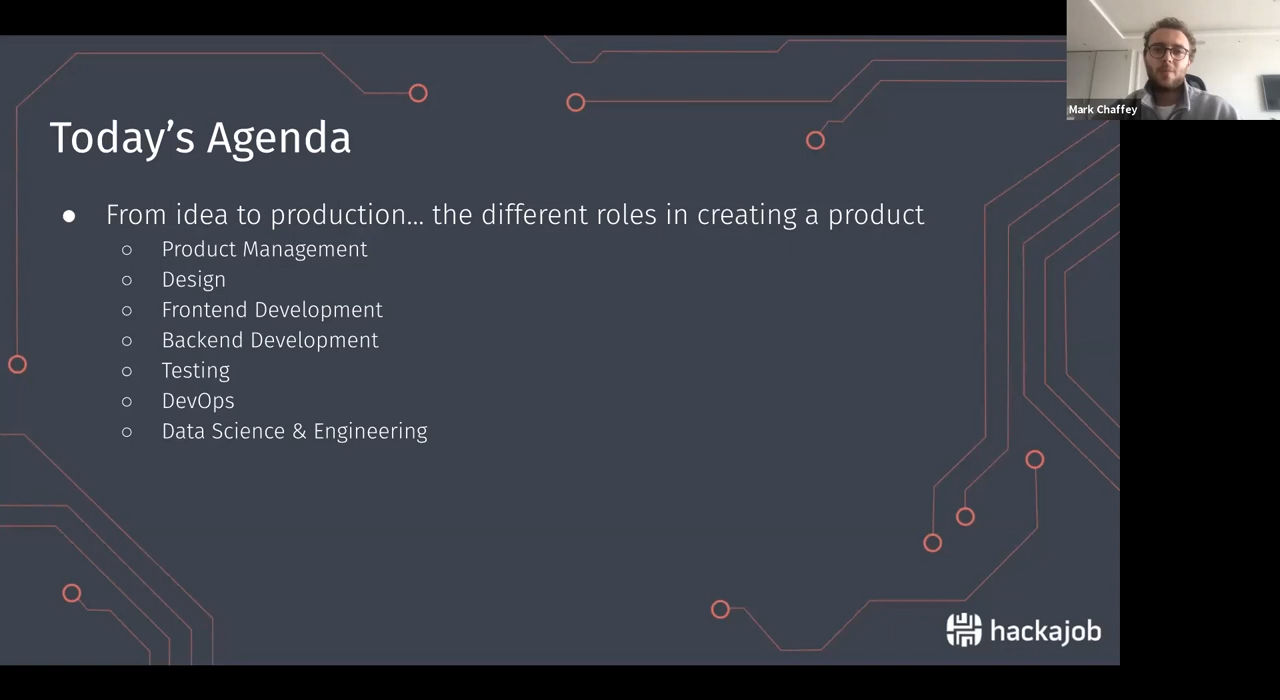 Mark Chaffey
Today’s Agenda
● From idea to production... the different roles in creating a product
○ Product Management
○ Design
○ Frontend Development
○ Backend Development
○ Testing
○ DevOps
○ Data Science & Engineering
hackajob